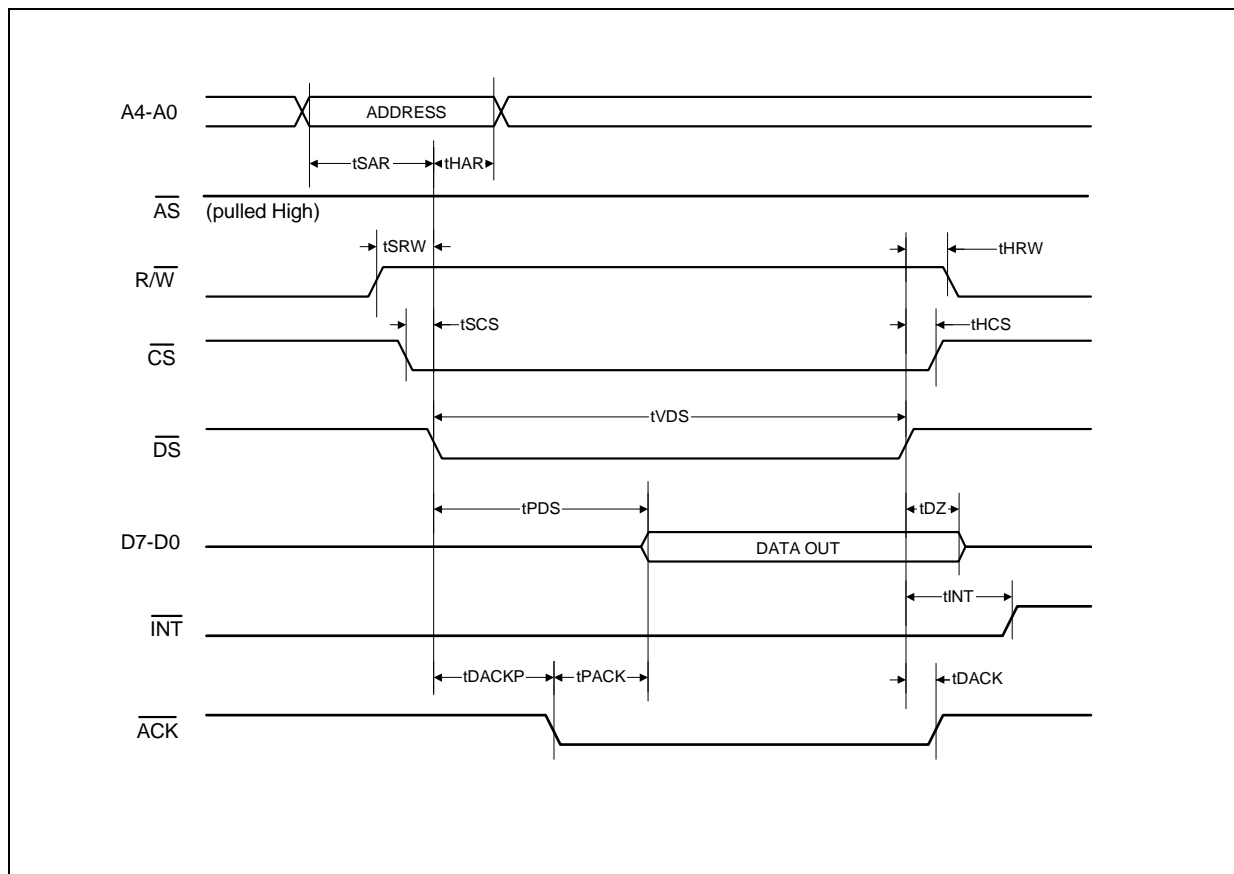 A4-A0
ADDRESS
tSAR
tHAR
AS
(pulled High)
tSRW
tHRW
R/W
tSCS
tHCS
CS
tVDS
DS
tPDS
tDZ
D7-D0
DATA OUT
tINT
INT
tDACKP
tPACK
tDACK
ACK